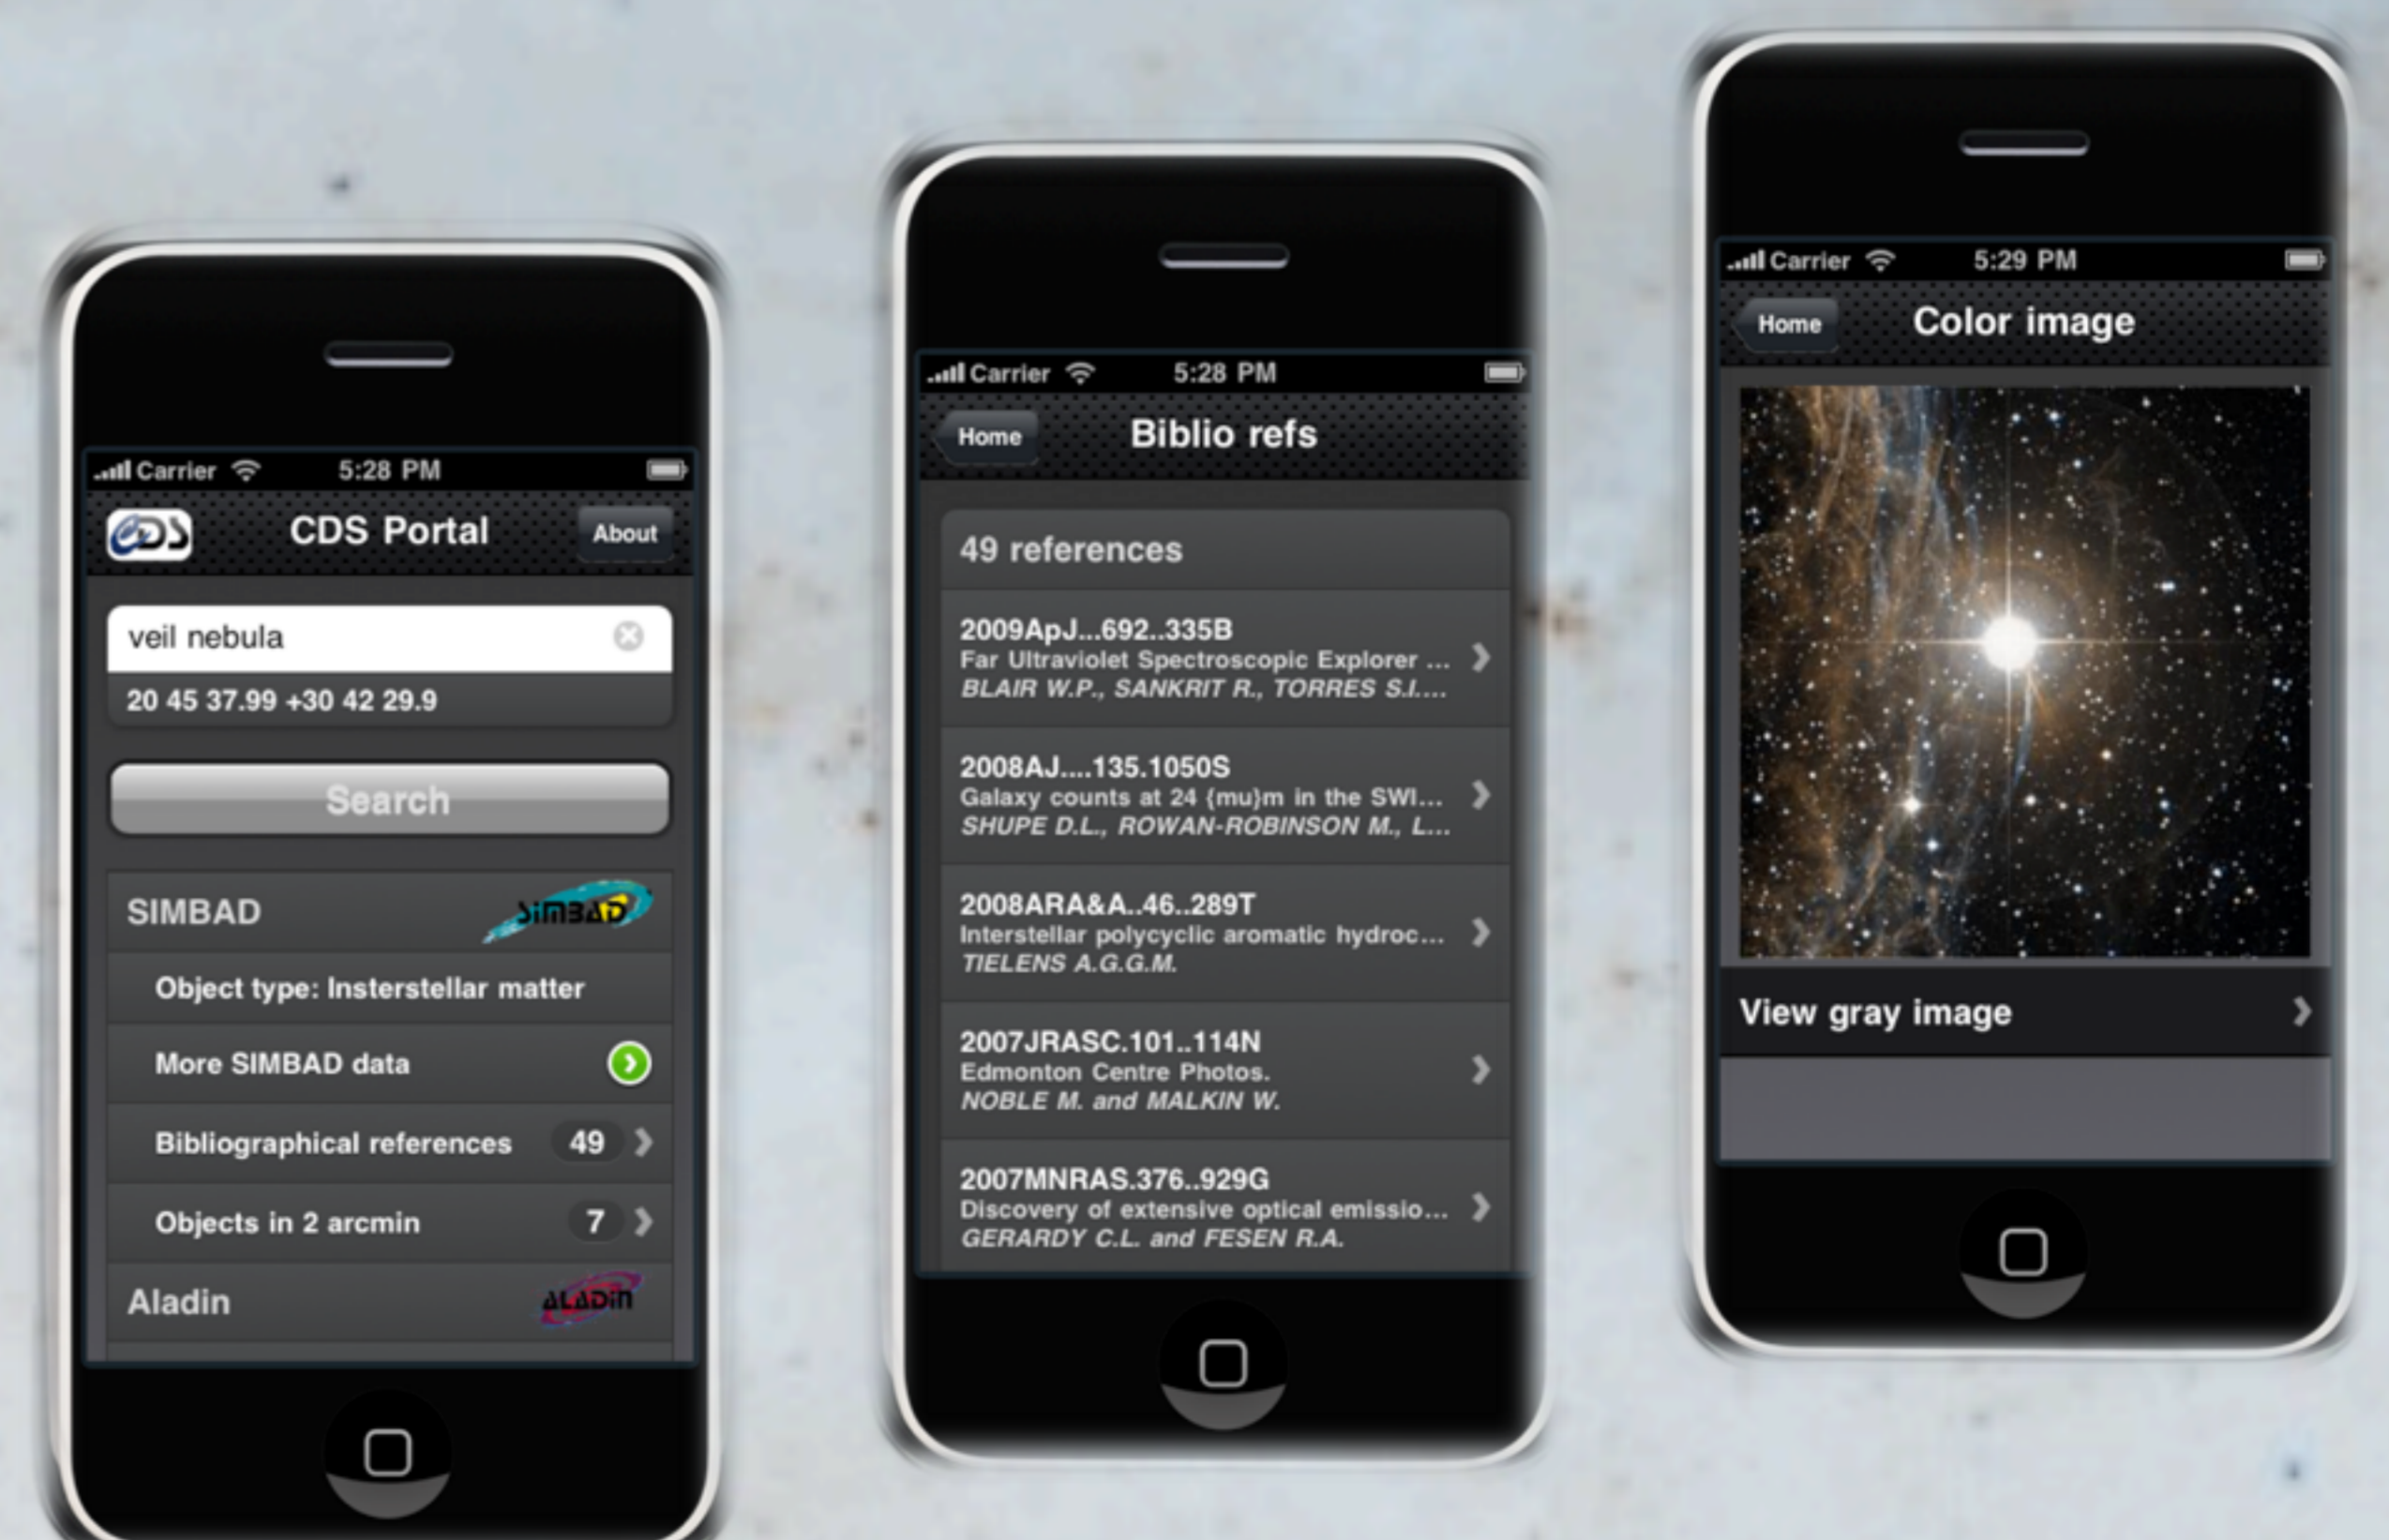 Carrier 5:28 PM
CDS CDS Portal About
veil nebula
20 45 37.99 +30 42 29.9
Search
SIMBAD SIMBAD
Object type: Insterstellar matter
More SIMBAD data
Bibliographical references 49
Objects in 2 arcmin 7
Aladin ALADin
Carrier 5:28 PM
Home Biblio refs
49 references
2009ApJ...692..335B
Far Ultraviolet Spectroscopic Explorer ...
BLAIR W.P., SANKRIT R., TORRES S.I....
2008AJ....135.1050S
Galaxy counts at 24 {mu}m in the SWI...
SHUPE D.L., ROWAN-ROBINSON M., L...
2008ARA&A..46..289T
Interstellar polycyclic aromatic hydroc...
TIELENS A.G.G.M.
2007JRASC.101..114N
Edmonton Centre Photos.
NOBLE M. and MALKIN W.
2007MNRAS.376..929G
Discovery of extensive optical emissio...
GERARDY C.L. and FESEN R.A.
Carrier 5:29 PM
Home Color image
View gray image